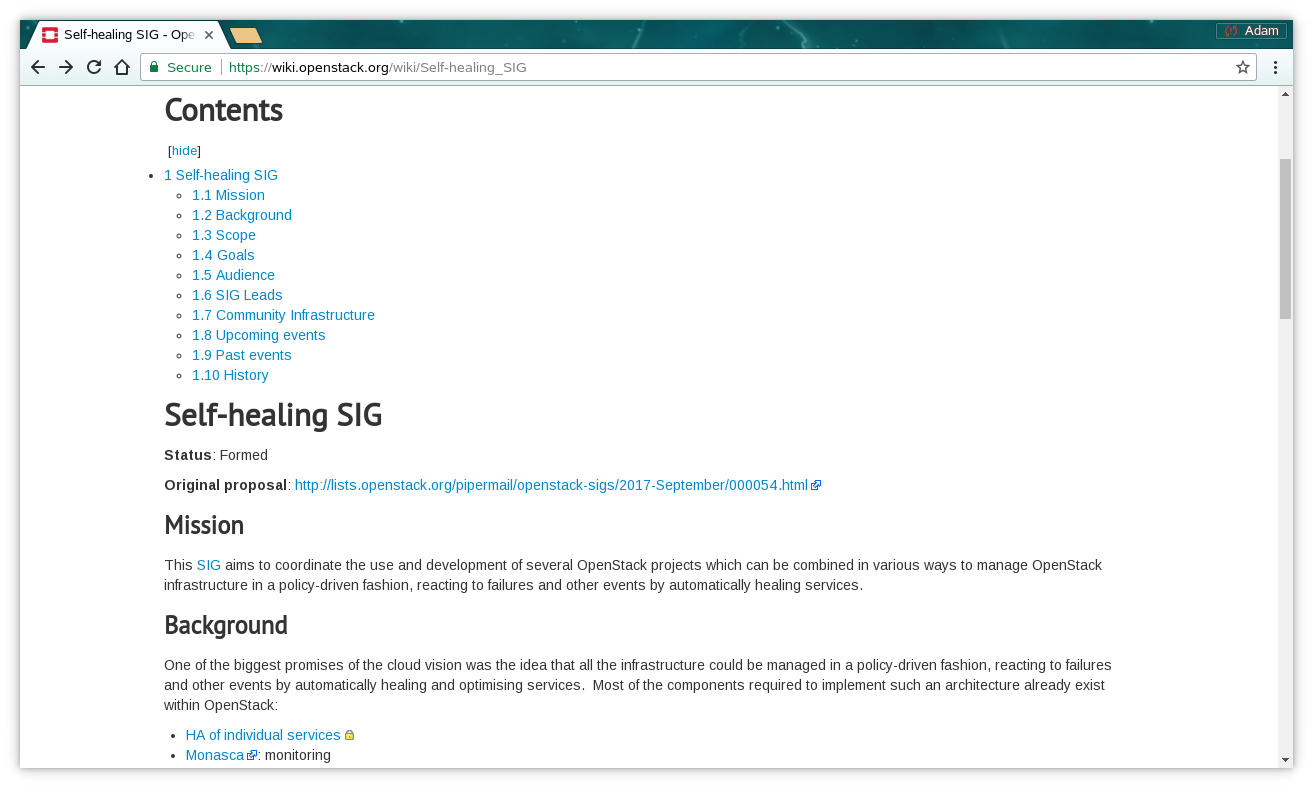 Self-healing SIG - Ope
Adam
Secure
https://wiki.openstack.org/wiki/Self-healing_SIG
Contents
[hide]
1 Self-healing SIG
1.1 Mission
1.2 Background
1.3 Scope
1.4 Goals
1.5 Audience
1.6 SIG Leads
1.7 Community Infrastructure
1.8 Upcoming events
1.9 Past events
1.10 History
Self-healing SIG
Status: Formed
Original proposal: http://lists.openstack.org/pipermail/openstack-sigs/2017-September/000054.html
Mission
This SIG aims to coordinate the use and development of several OpenStack projects which can be combined in various ways to manage OpenStack
infrastructure in a policy-driven fashion, reacting to failures and other events by automatically healing services.
Background
One of the biggest promises of the cloud vision was the idea that all the infrastructure could be managed in a policy-driven fashion, reacting to failures
and other events by automatically healing and optimising services.  Most of the components required to implement such an architecture already exist
within OpenStack:
HA of individual services
Monasca: monitoring